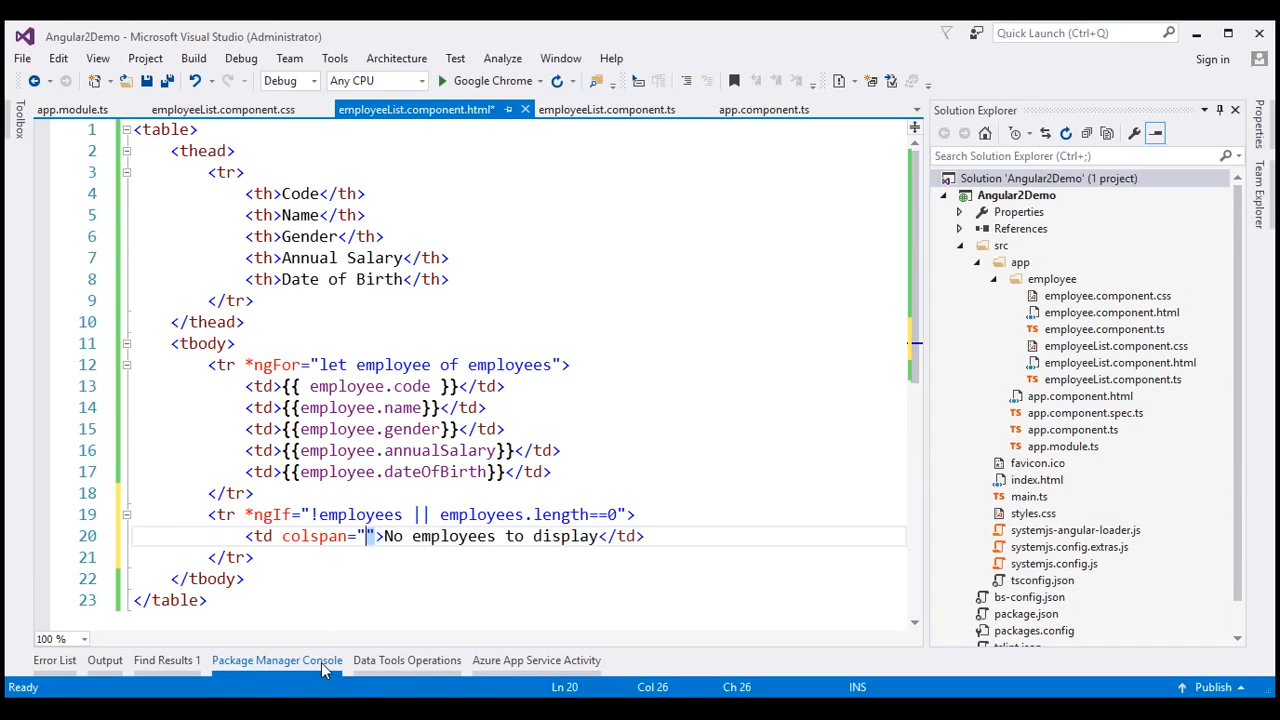 Angular2Demo - Microsoft Visual Studio (Administrator)
Quick Launch (Ctrl+Q)
File Edit View Project Build Debug Team Tools Architecture Test Analyze Window Help
Sign in
Debug Any CPU Google Chrome
Toolbox
app.module.ts employeeList.component.css employeeList.component.html* employeeList.component.ts app.component.ts
1 <table>
2 <thead>
3 <tr>
4 <th>Code</th>
5 <th>Name</th>
6 <th>Gender</th>
7 <th>Annual Salary</th>
8 <th>Date of Birth</th>
9 </tr>
10 </thead>
11 <tbody>
12 <tr *ngFor="let employee of employees">
13 <td>{{ employee.code }}</td>
14 <td>{{employee.name}}</td>
15 <td>{{employee.gender}}</td>
16 <td>{{employee.annualSalary}}</td>
17 <td>{{employee.dateOfBirth}}</td>
18 </tr>
19 <tr *ngIf="!employees || employees.length==0">
20 <td colspan="">No employees to display</td>
21 </tr>
22 </tbody>
23 </table>
100 %
Solution Explorer
Search Solution Explorer (Ctrl+;)
Solution 'Angular2Demo' (1 project)
Angular2Demo
Properties
References
src
app
employee
employee.component.css
employee.component.html
employee.component.ts
employeeList.component.css
employeeList.component.html
employeeList.component.ts
app.component.html
app.component.spec.ts
app.component.ts
app.module.ts
favicon.ico
index.html
main.ts
styles.css
systemjs-angular-loader.js
systemjs.config.extras.js
systemjs.config.js
tsconfig.json
bs-config.json
package.json
packages.config
tslint.json
Properties
Team Explorer
Error List Output Find Results 1 Package Manager Console Data Tools Operations Azure App Service Activity
Ready Ln 20 Col 26 Ch 26 INS Publish